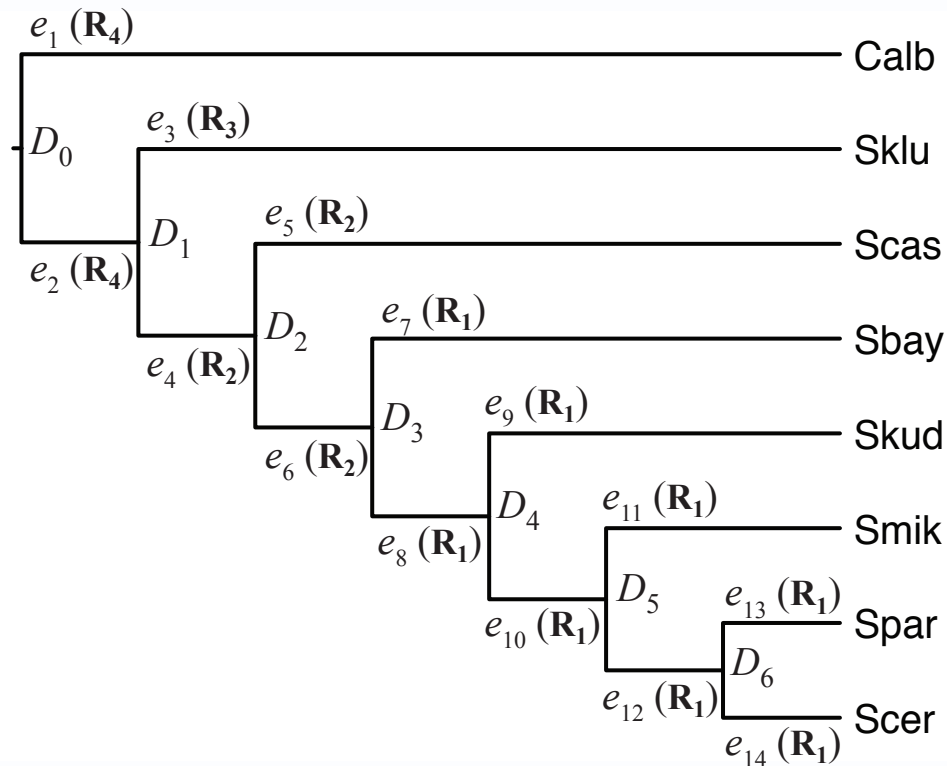 e₁ (R₄)
Calb
D₀
e₃ (R₃)
Sklu
e₂ (R₄)
D₁
e₅ (R₂)
Scas
e₄ (R₂)
D₂
e₇ (R₁)
Sbay
e₆ (R₂)
D₃
e₉ (R₁)
Skud
e₈ (R₁)
D₄
e₁₁ (R₁)
Smik
e₁₀ (R₁)
D₅
e₁₃ (R₁)
Spar
e₁₂ (R₁)
D₆
Scer
e₁₄ (R₁)